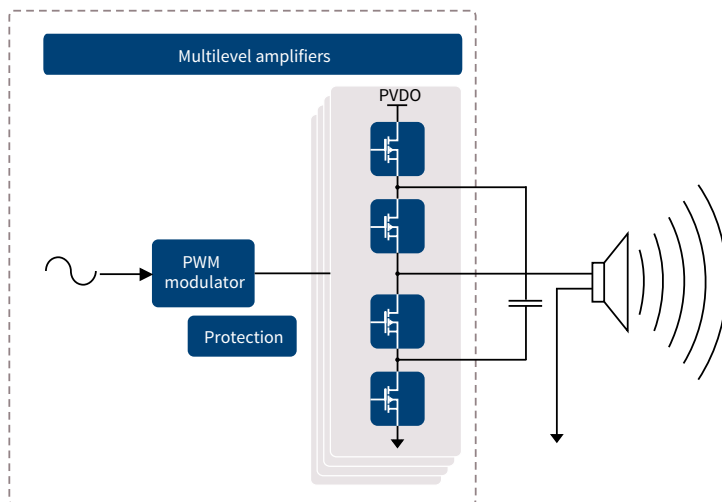 Multilevel amplifiers
PVDO
PWM
modulator
Protection